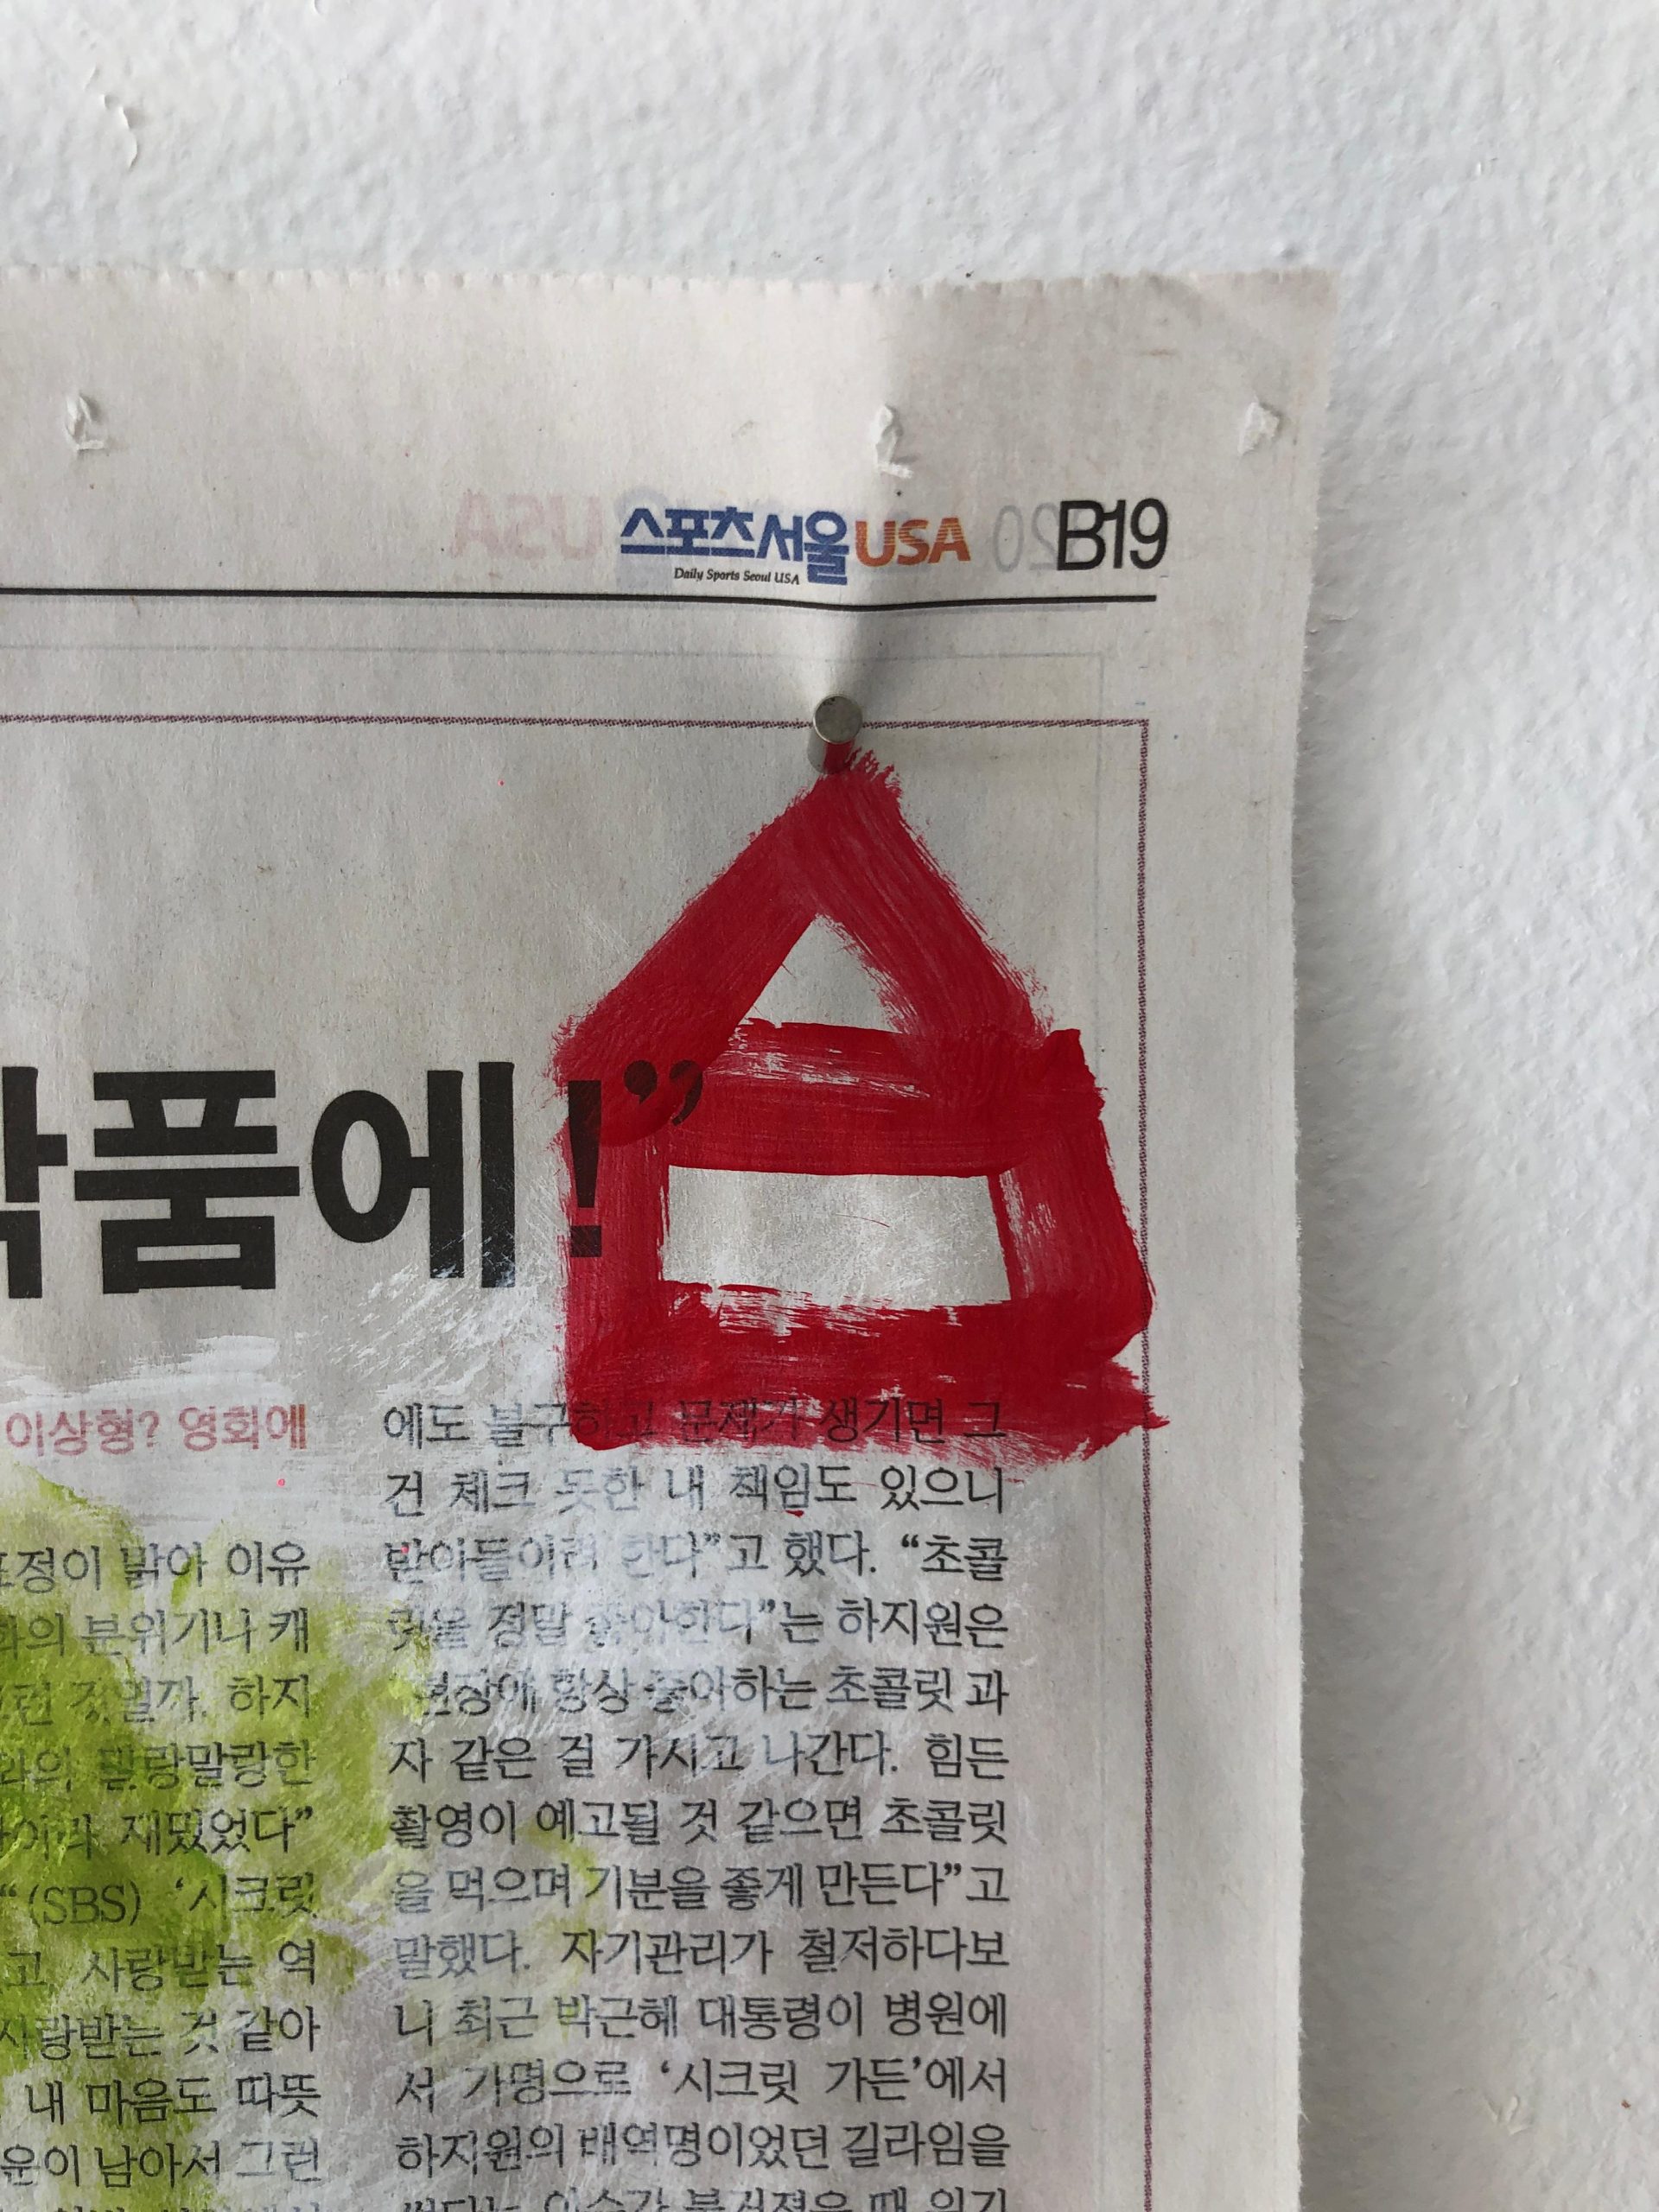 스포츠서울USA B19
Daily Sports Seoul USA
품에!”
이상형? 영화에
정이 밝아 이유
의 분위기나 캐
하지
말랑말랑한
재밌었다”
“(SBS) ‘시크릿
고 사랑받는 역
사랑받는 것 같아
내 마음도 따뜻
운이 남아서 그런
에도 불구하고 문제가 생기면 그
건 체크 못한 내 책임도 있으니
받아들이려 한다”고 했다. “초콜
릿을 정말 좋아한다”는 하지원은
현장에 항상 좋아하는 초콜릿 과
자 같은 걸 가지고 나간다. 힘든
촬영이 예고될 것 같으면 초콜릿
을 먹으며 기분을 좋게 만든다”고
말했다. 자기관리가 철저하다보
니 최근 박근혜 대통령이 병원에
서 가명으로 ‘시크릿 가든’에서
하지원의 배역명이었던 길라임을